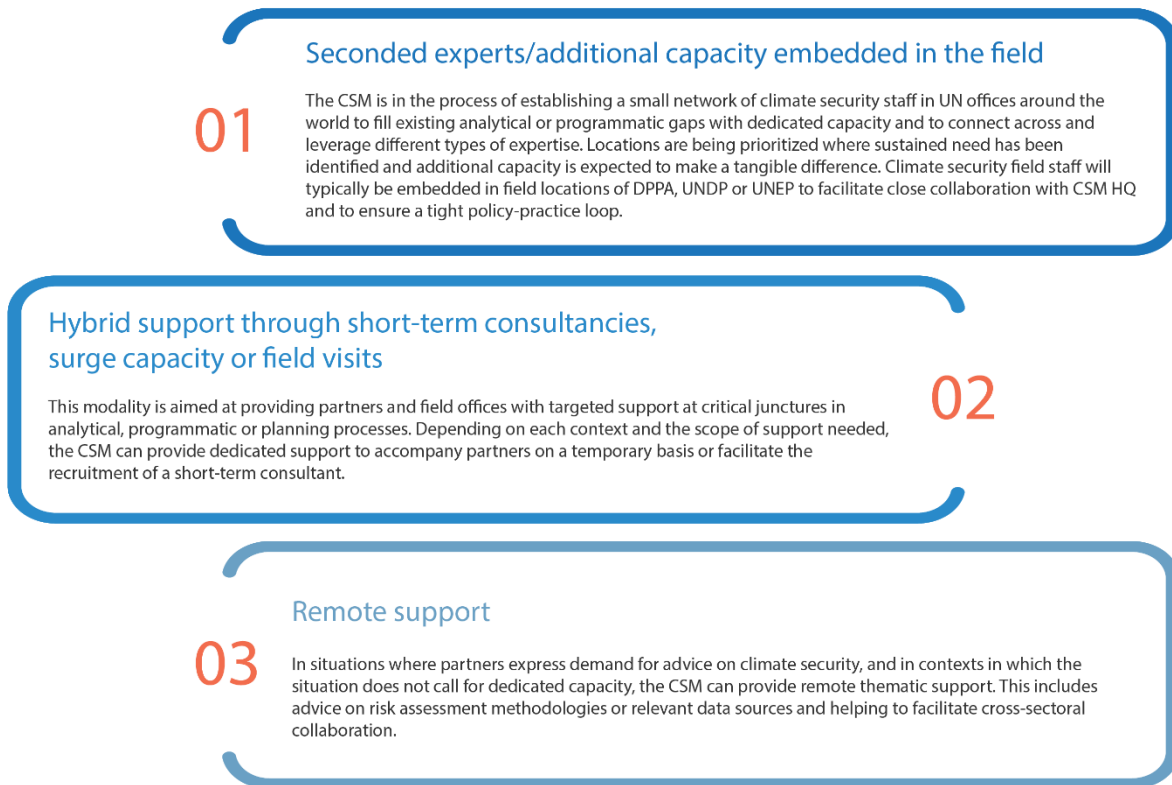 01
Seconded experts/additional capacity embedded in the field
The CSM is in the process of establishing a small network of climate security staff in UN offices around the
world to fill existing analytical or programmatic gaps with dedicated capacity and to connect across and
leverage different types of expertise. Locations are being prioritized where sustained need has been
identified and additional capacity is expected to make a tangible difference. Climate security field staff will
typically be embedded in field locations of DPPA, UNDP or UNEP to facilitate close collaboration with CSM HQ
and to ensure a tight policy-practice loop.
Hybrid support through short-term consultancies,
surge capacity or field visits
This modality is aimed at providing partners and field offices with targeted support at critical junctures in
analytical, programmatic or planning processes. Depending on each context and the scope of support needed,
the CSM can provide dedicated support to accompany partners on a temporary basis or facilitate the
recruitment of a short-term consultant.
02
03
Remote support
In situations where partners express demand for advice on climate security, and in contexts in which the
situation does not call for dedicated capacity, the CSM can provide remote thematic support. This includes
advice on risk assessment methodologies or relevant data sources and helping to facilitate cross-sectoral
collaboration.